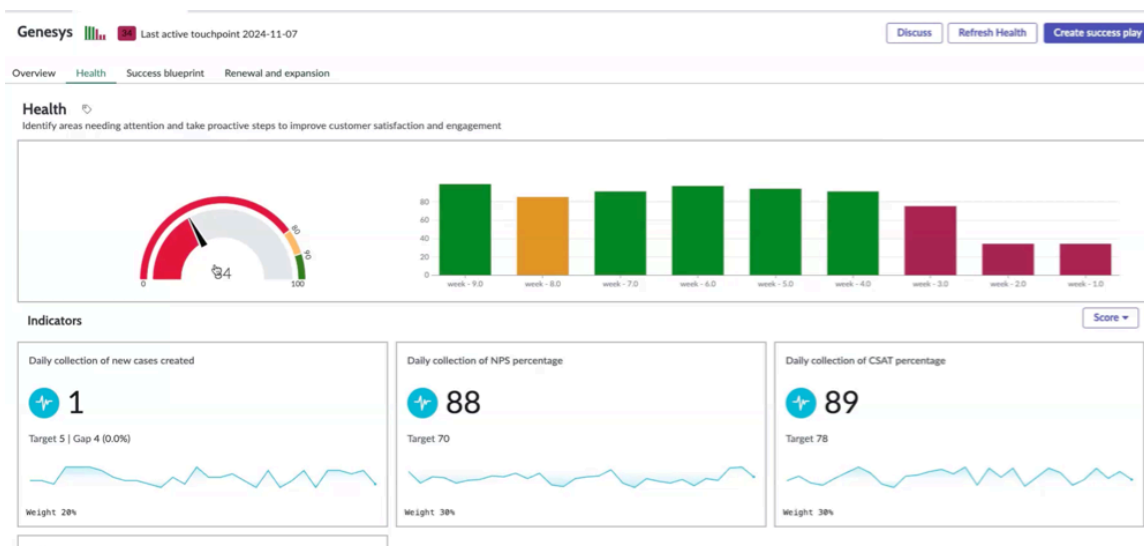 Genesys 34 Last active touchpoint 2024-11-07 Discuss Refresh Health Create success play
Overview Health Success blueprint Renewal and expansion
Health
Identify areas needing attention and take proactive steps to improve customer satisfaction and engagement
0 34 80 90 100
80
60
40
20
0
week - 9.0 week - 8.0 week - 7.0 week - 6.0 week - 5.0 week - 4.0 week - 3.0 week - 2.0 week - 1.0
Indicators Score
Daily collection of new cases created
1
Target 5 | Gap 4 (0.0%)
Weight 20%
Daily collection of NPS percentage
88
Target 70
Weight 30%
Daily collection of CSAT percentage
89
Target 78
Weight 30%